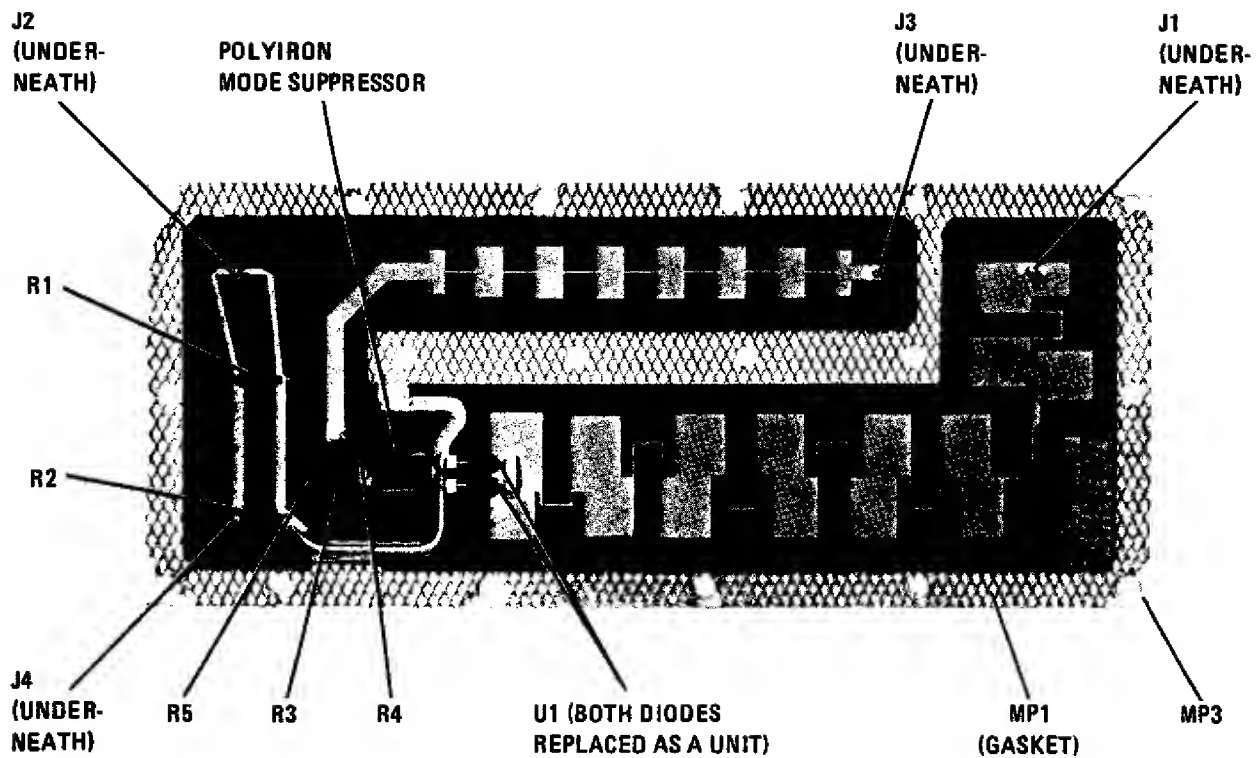 J2
(UNDER-
NEATH)
POLYIRON
MODE SUPPRESSOR
J3
(UNDER-
NEATH)
J1
(UNDER-
NEATH)
R1
R2
J4
(UNDER-
NEATH)
R5
R3
R4
U1 (BOTH DIODES
REPLACED AS A UNIT)
MP1
(GASKET)
MP3